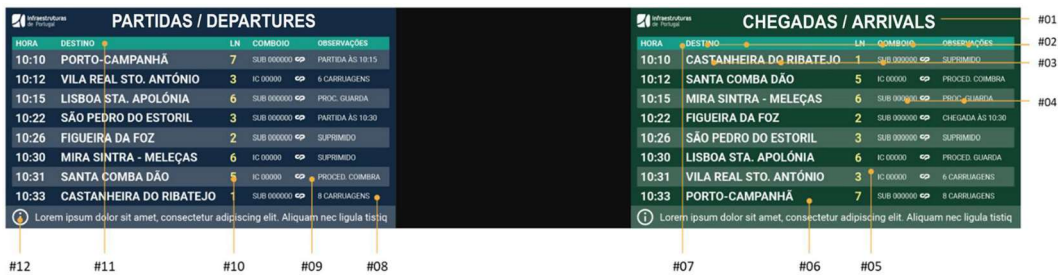 Infraestruturas
de Portugal
PARTIDAS / DEPARTURES
HORA DESTINO LN COMBOIO OBSERVAÇÕES
10:10 PORTO-CAMPANHÃ 7 SUB 000000 PARTIDA ÀS 10:15
10:12 VILA REAL STO. ANTÓNIO 3 IC 00000 6 CARRUAGENS
10:15 LISBOA STA. APOLÓNIA 6 SUB 000000 PROC. GUARDA
10:22 SÃO PEDRO DO ESTORIL 3 SUB 000000 PARTIDA ÀS 10:30
10:26 FIGUEIRA DA FOZ 2 SUB 000000 SUPRIMIDO
10:30 MIRA SINTRA - MELEÇAS 6 IC 00000 SUPRIMIDO
10:31 SANTA COMBA DÃO 5 IC 00000 PROCED. COIMBRA
10:33 CASTANHEIRA DO RIBATEJO 1 SUB 000000 8 CARRUAGENS
Lorem ipsum dolor sit amet, consectetur adipiscing elit. Aliquam nec ligula tistiq
#12 #11 #10 #09 #08
Infraestruturas
de Portugal
CHEGADAS / ARRIVALS
HORA DESTINO LN COMBOIO OBSERVAÇÕES
10:10 CASTANHEIRA DO RIBATEJO 1 SUB 000000 SUPRIMIDO
10:12 SANTA COMBA DÃO 5 IC 00000 PROCED. COIMBRA
10:15 MIRA SINTRA - MELEÇAS 6 SUB 000000 PROC. GUARDA
10:22 FIGUEIRA DA FOZ 2 SUB 000000 CHEGADA ÀS 10:30
10:26 SÃO PEDRO DO ESTORIL 3 SUB 000000 SUPRIMIDO
10:30 LISBOA STA. APOLÓNIA 6 IC 00000 PROCED. GUARDA
10:31 VILA REAL STO. ANTÓNIO 3 IC 00000 6 CARRUAGENS
10:33 PORTO-CAMPANHÃ 7 SUB 000000 8 CARRUAGENS
Lorem ipsum dolor sit amet, consectetur adipiscing elit. Aliquam nec ligula tistiq
#01
#02
#03
#04
#07 #06 #05